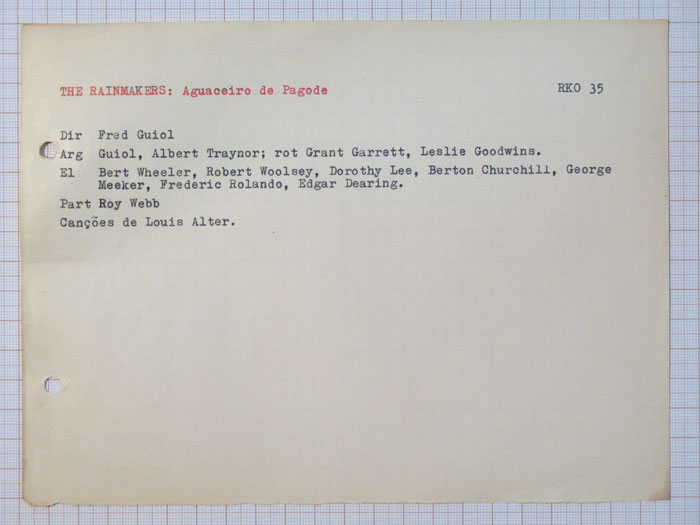 THE RAINMAKERS: Aguaceiro de Pagode RKO 35
Dir Fred Guiol
Arg Guiol, Albert Traynor; rot Grant Garrett, Leslie Goodwins.
El Bert Wheeler, Robert Woolsey, Dorothy Lee, Berton Churchill, George
Meeker, Frederic Rolando, Edgar Dearing.
Part Roy Webb
Canções de Louis Alter.